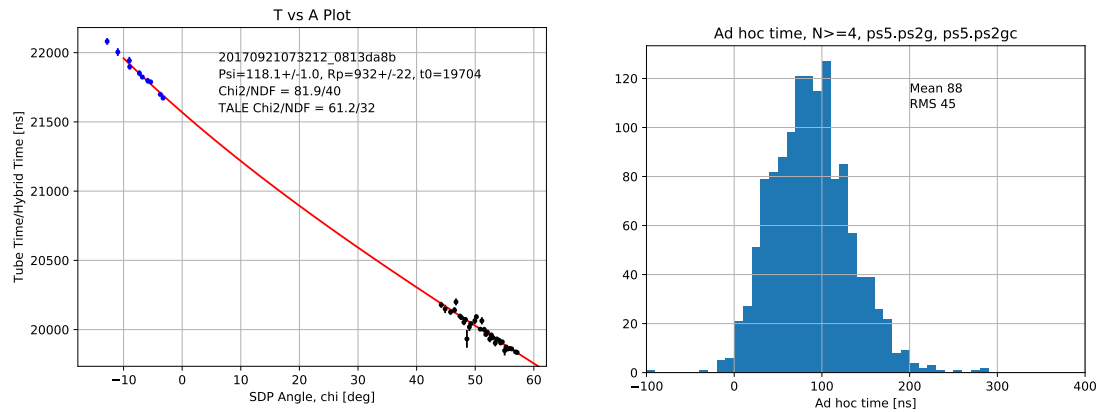 T vs A Plot
20170921073212_0813da8b
Psi=118.1+/-1.0, Rp=932+/-22, t0=19704
Chi2/NDF = 81.9/40
TALE Chi2/NDF = 61.2/32
Tube Time/Hybrid Time [ns]
22000
21500
21000
20500
20000
−10 0 10 20 30 40 50 60
SDP Angle, chi [deg]
Ad hoc time, N>=4, ps5.ps2g, ps5.ps2gc
Mean 88
RMS 45
120
100
80
60
40
20
0
−100 0 100 200 300 400
Ad hoc time [ns]